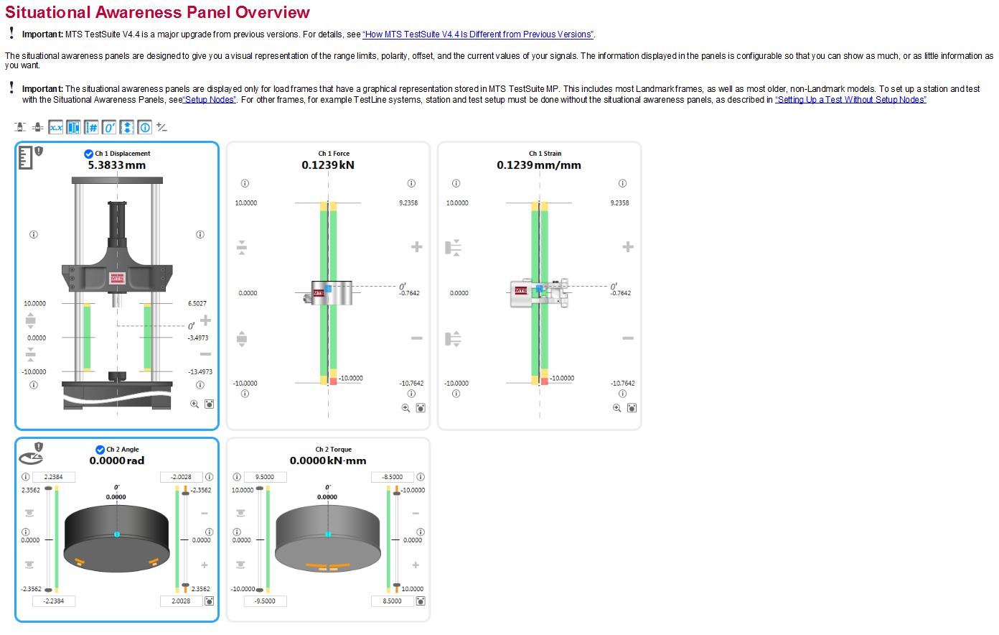 Situational Awareness Panel Overview
! Important: MTS TestSuite V4.4 is a major upgrade from previous versions. For details, see “How MTS TestSuite V4.4 Is Different from Previous Versions”.
The situational awareness panels are designed to give you a visual representation of the range limits, polarity, offset, and the current values of your signals. The information displayed in the panels is configurable so that you can show as much, or as little information as
you want.
! Important: The situational awareness panels are displayed only for load frames that have a graphical representation stored in MTS TestSuite MP. This includes most Landmark frames, as well as most older, non-Landmark models. To set up a station and test
with the Situational Awareness Panels, see“Setup Nodes”. For other frames, for example TestLine systems, station and test setup must be done without the situational awareness panels, as described in “Setting Up a Test Without Setup Nodes”
x.x # 0' i +/-
Ch 1 Displacement
5.3833 mm
MTS
10.0000 6.5027
0'
0.0000 -3.4973
-10.0000 -13.4973
Ch 1 Force
0.1239 kN
10.0000 9.2358
MTS
0'
0.0000 -0.7642
-10.0000
-10.0000 -10.7642
Ch 1 Strain
0.1239 mm/mm
10.0000 9.2358
MTS
0'
0.0000 -0.7642
-10.0000
-10.0000 -10.7642
Ch 2 Angle
0.0000 rad
2.2384 -2.0028
2.3562 0' -2.3562
0.0000
0.0000 0.0000
-2.3562 2.3562
-2.2384 2.0028
Ch 2 Torque
0.0000 kN·mm
9.5000 -8.5000
10.0000 0' -10.0000
0.0000
0.0000 0.0000
-10.0000 10.0000
-9.5000 8.5000